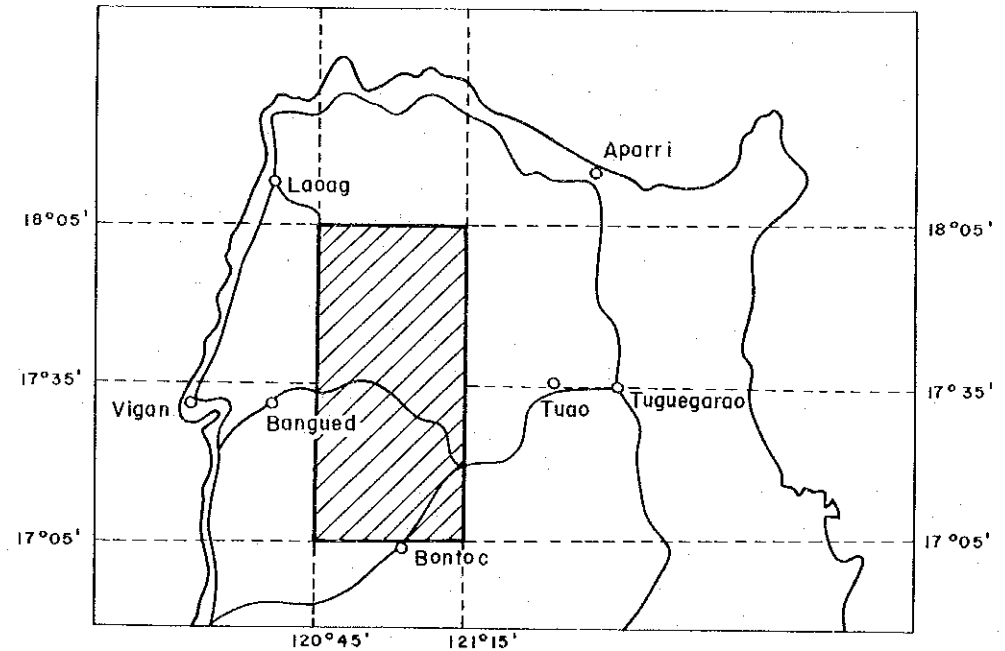 Aparri
Laoag
18°05' 18°05'
17°35' 17°35'
Vigan Bangued Tuao Tuguegarao
17°05' 17°05'
Bontoc
120°45' 121°15'